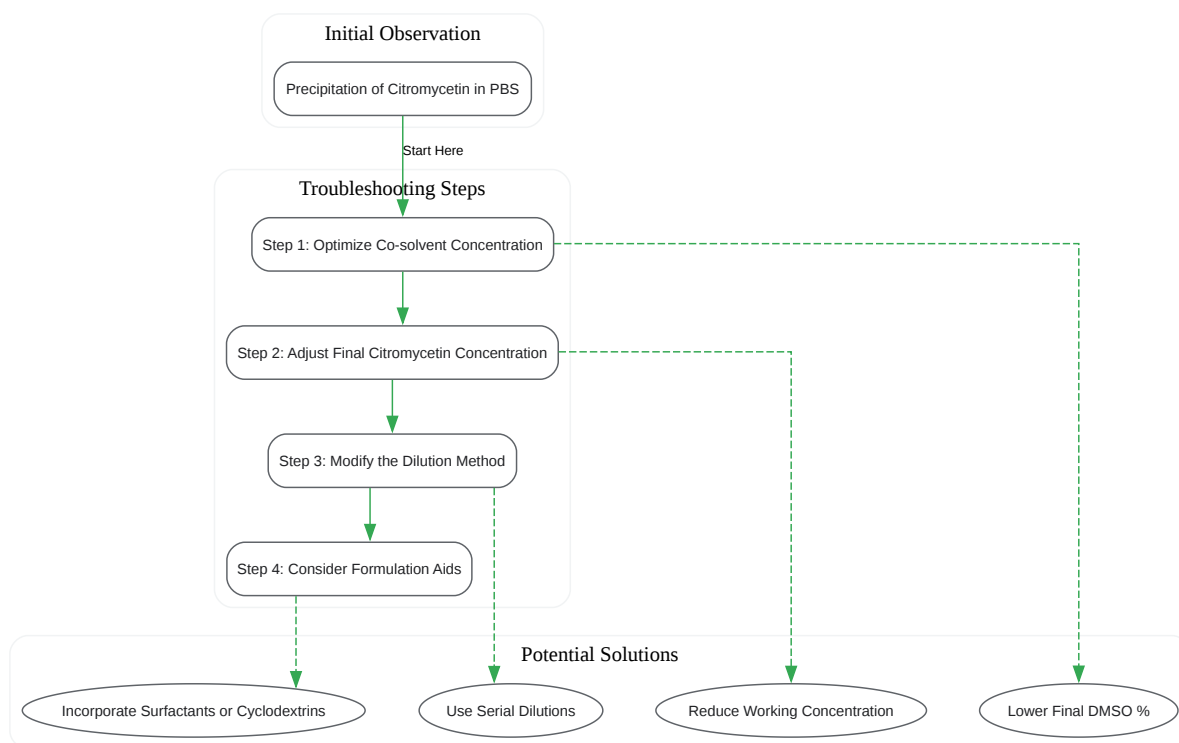 Initial Observation
Precipitation of Citromycetin in PBS
Start Here
Troubleshooting Steps
Step 1: Optimize Co-solvent Concentration
Step 2: Adjust Final Citromycetin Concentration
Step 3: Modify the Dilution Method
Step 4: Consider Formulation Aids
Potential Solutions
Incorporate Surfactants or Cyclodextrins
Use Serial Dilutions
Reduce Working Concentration
Lower Final DMSO %